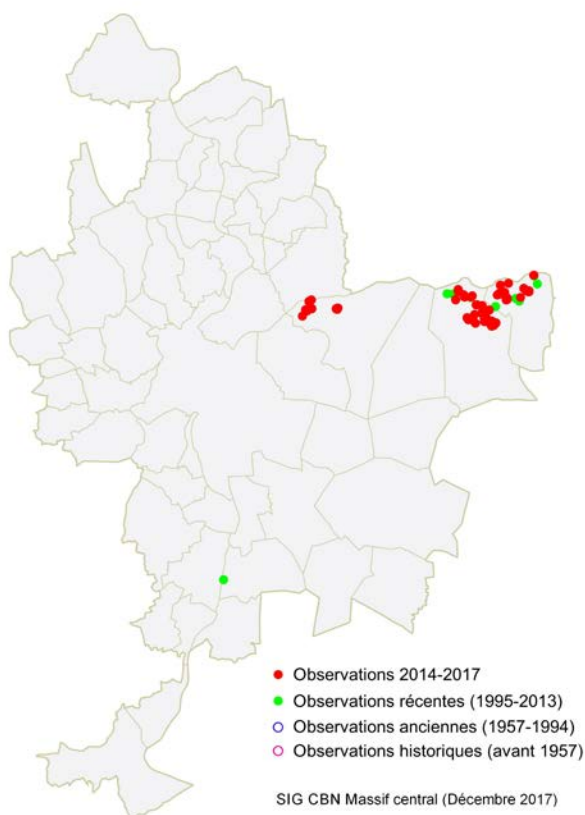 Observations 2014-2017
Observations récentes (1995-2013)
Observations anciennes (1957-1994)
Observations historiques (avant 1957)
SIG CBN Massif central (Décembre 2017)